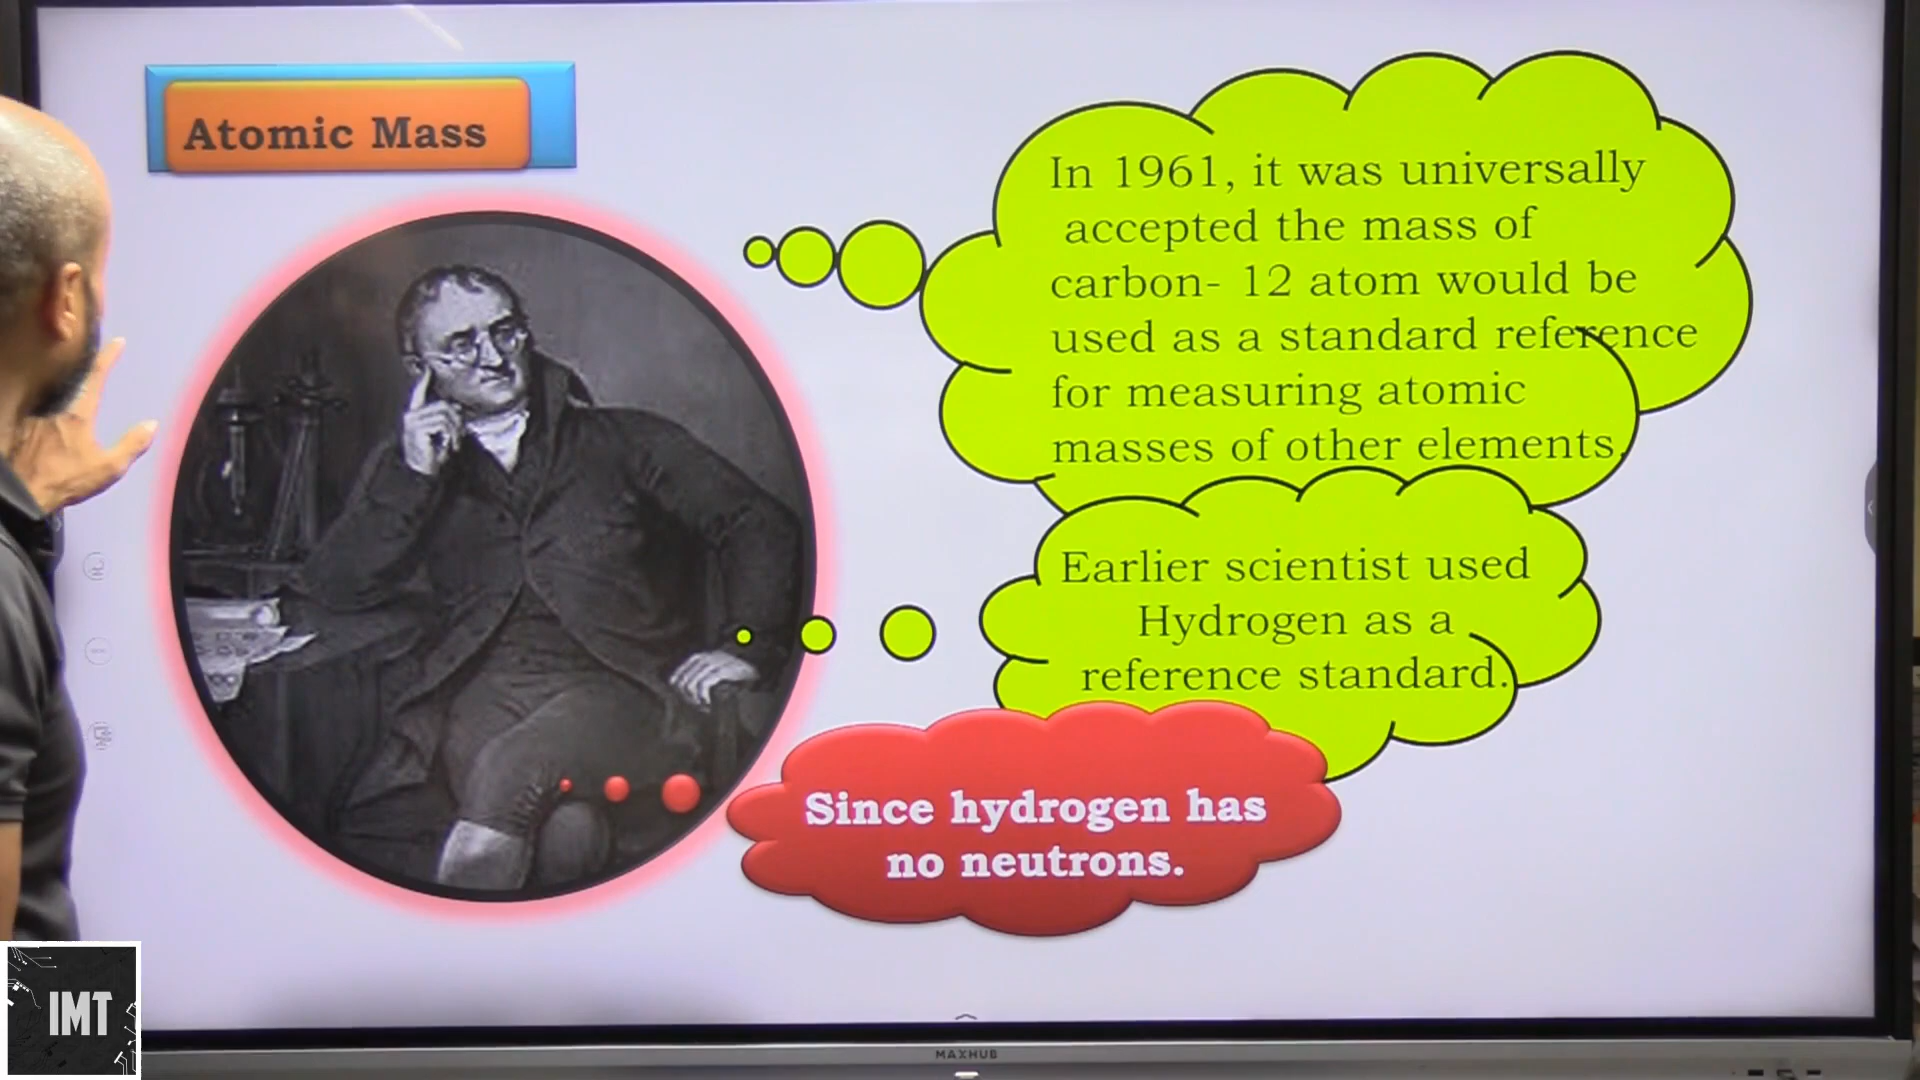 Atomic Mass
In 1961, it was universally
accepted the mass of
carbon- 12 atom would be
used as a standard reference
for measuring atomic
masses of other elements.
Earlier scientist used
Hydrogen as a
reference standard.
Since hydrogen has
no neutrons.
IMT
MAXHUB